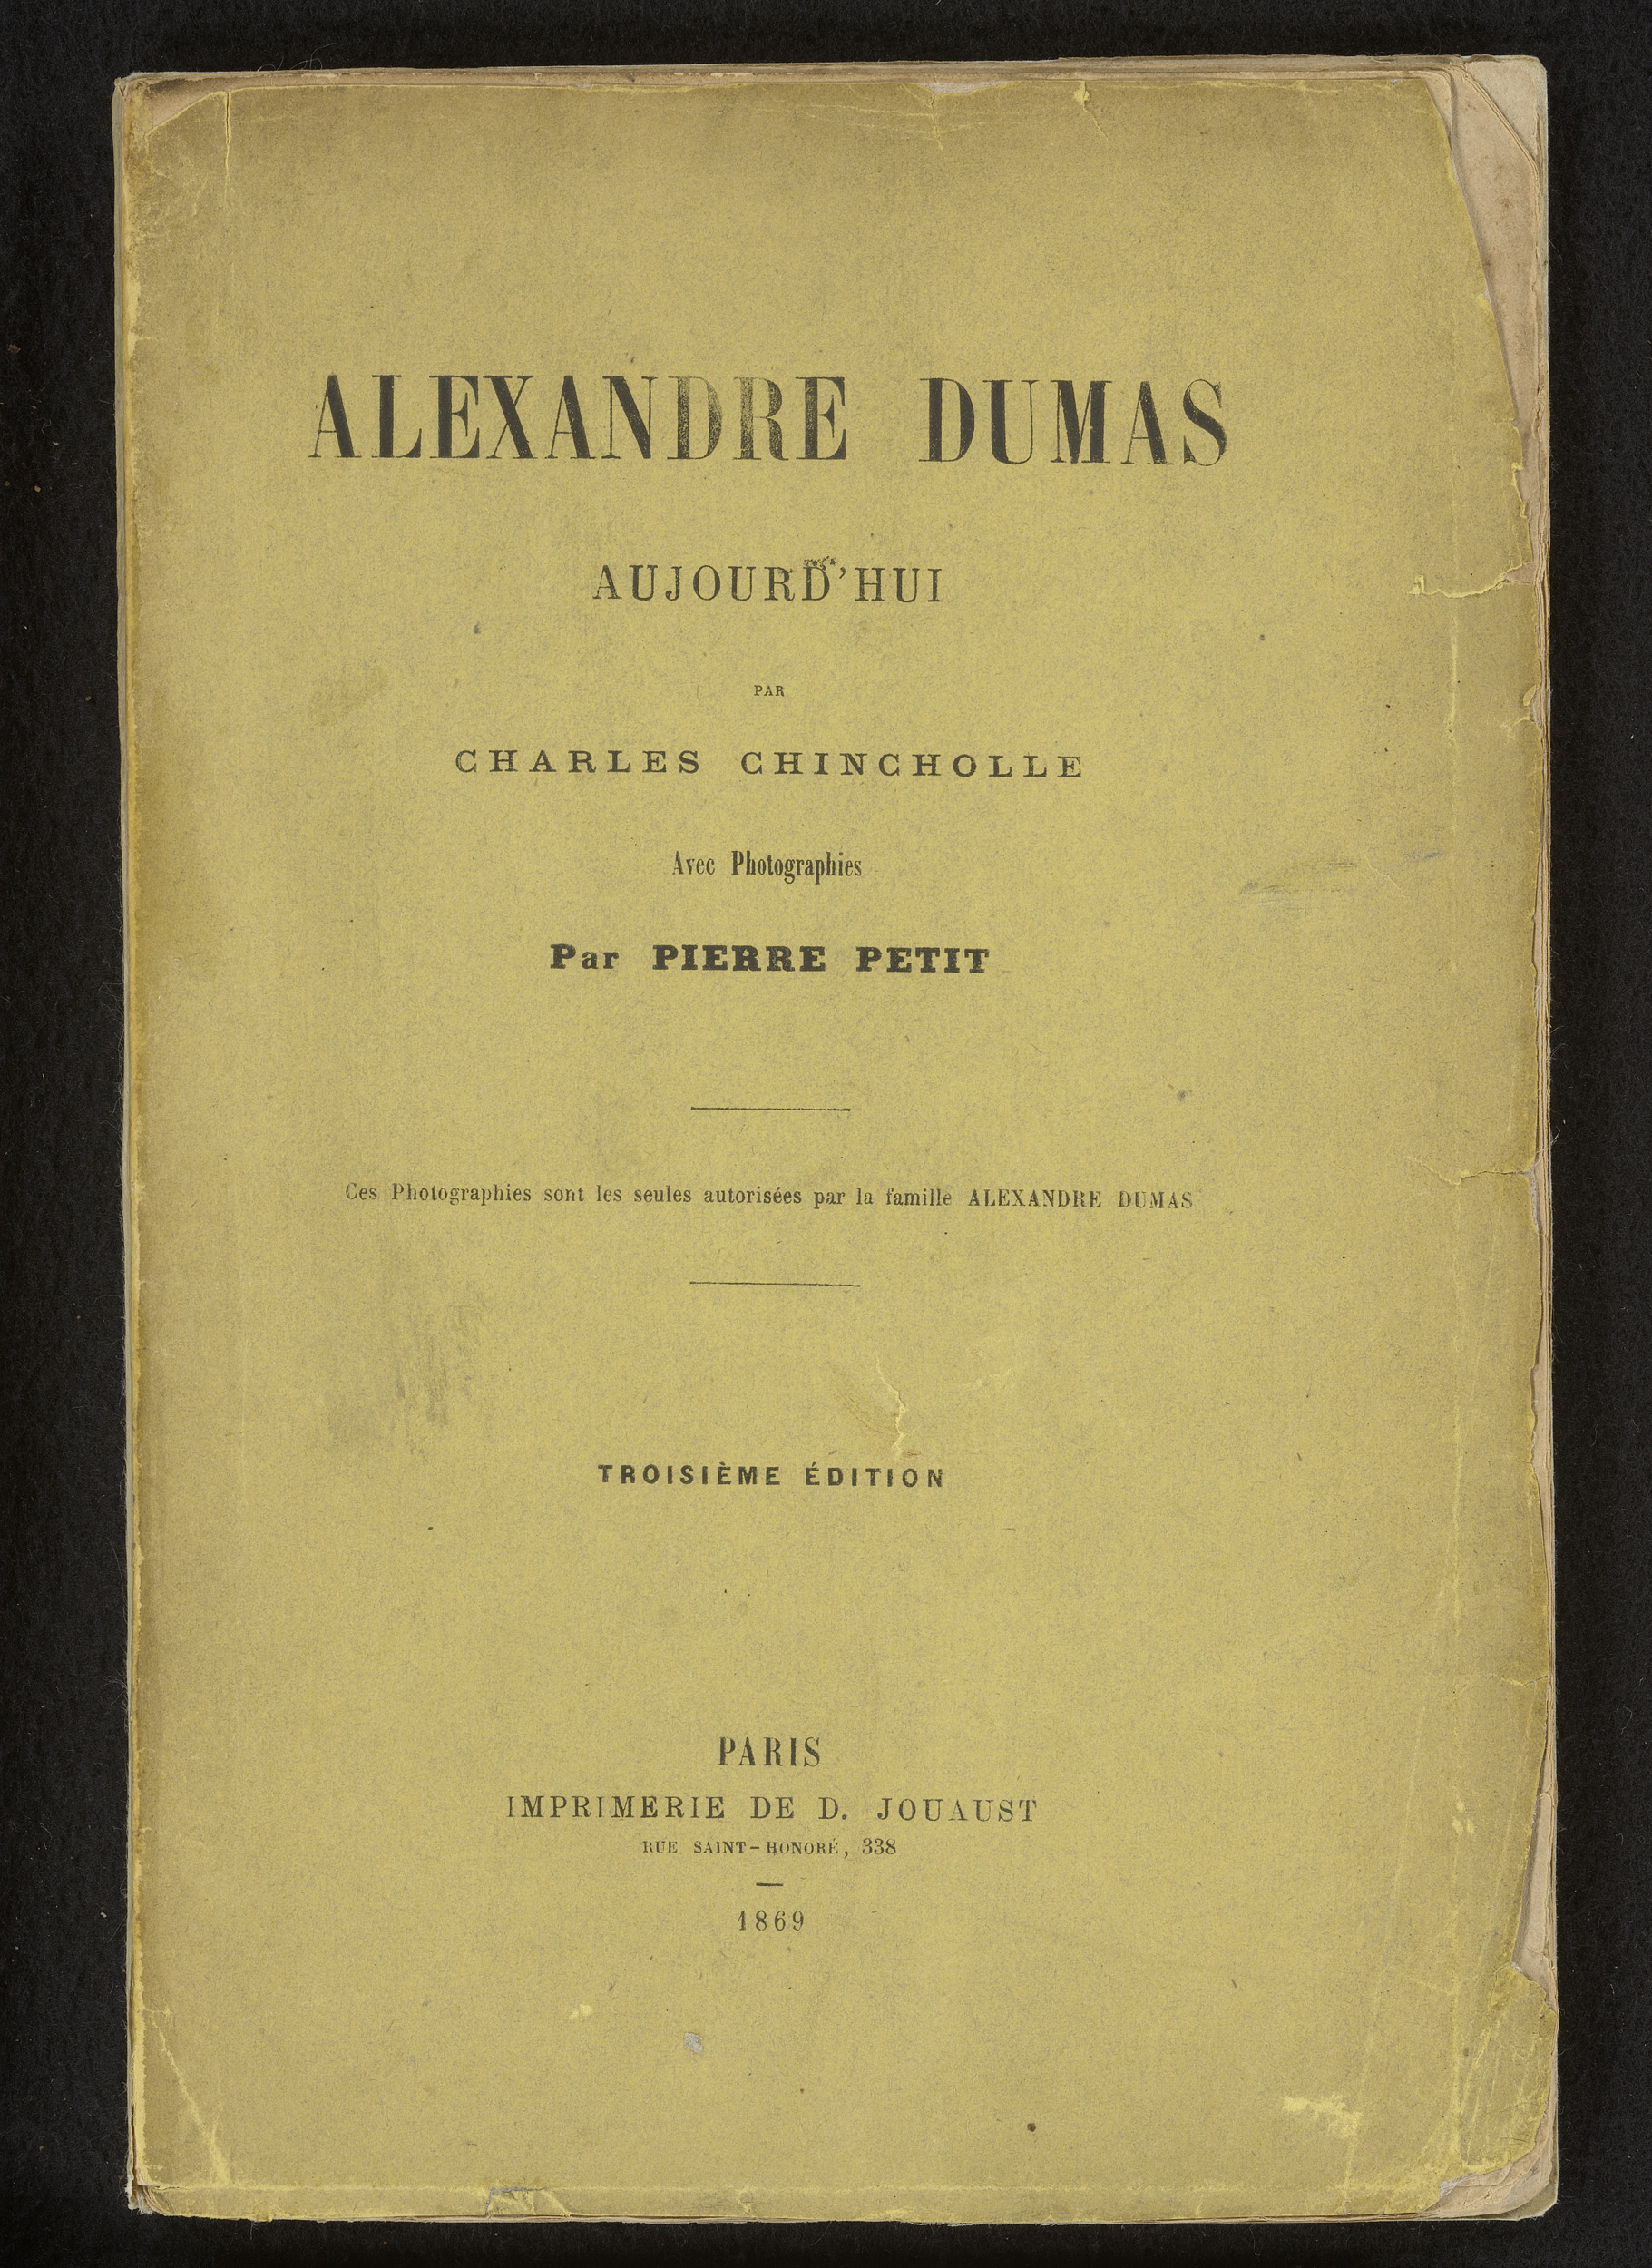 ALEXANDRE DUMAS
AUJOURD'HUI
PAR
CHARLES CHINCHOLLE
Avec Photographies
Par PIERRE PETIT
Ces Photographies sont les seules autorisées par la famille ALEXANDRE DUMAS
TROISIÈME ÉDITION
PARIS
IMPRIMERIE DE D. JOUAUST
RUE SAINT-HONORÉ, 338
1869